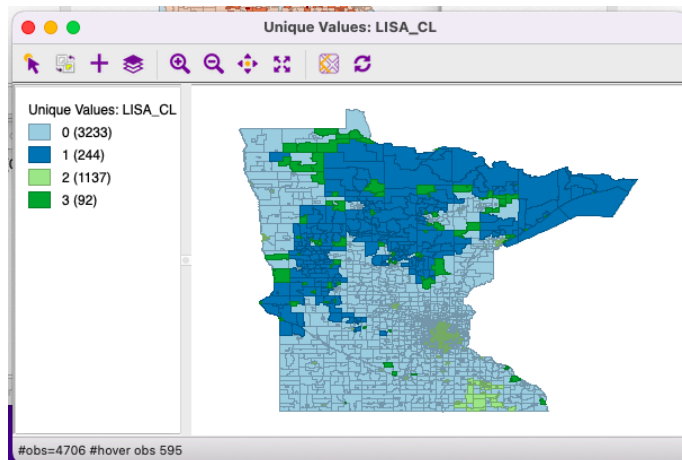 Unique Values: LISA_CL
Unique Values: LISA_CL
0 (3233)
1 (244)
2 (1137)
3 (92)
#obs=4706 #hover obs 595